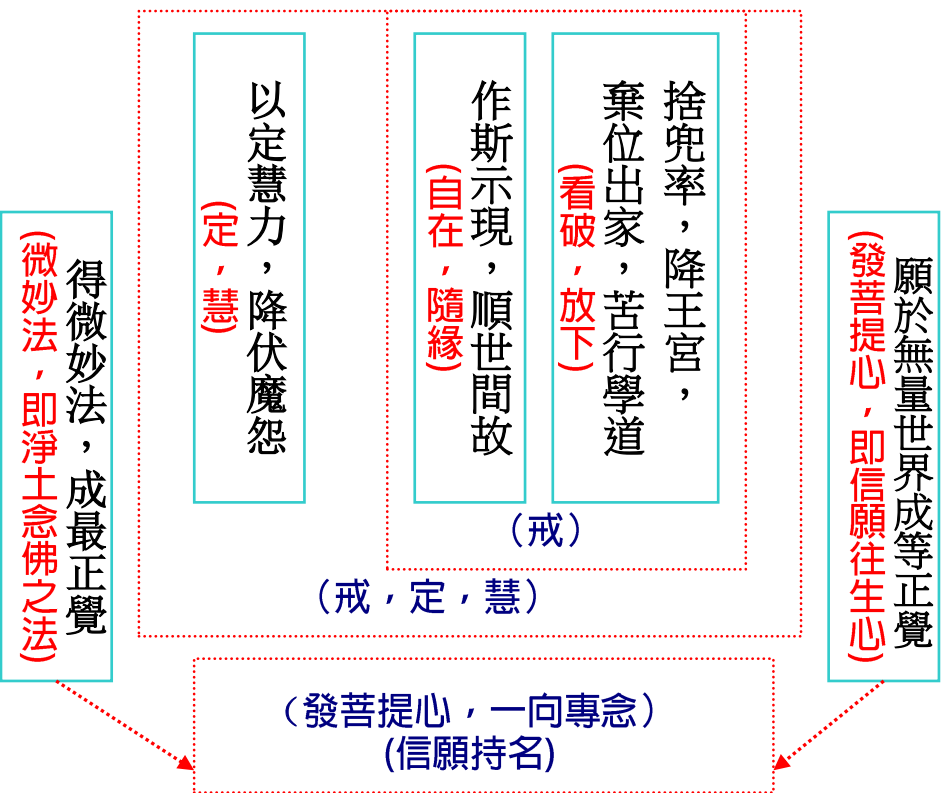 願於無量世界成等正覺
(發菩提心，即信願往生心)
捨兜率，降王宮，
棄位出家，苦行學道
(看破，放下)
作斯示現，順世間故
(自在，隨緣)
（戒）
以定慧力，降伏魔怨
(定，慧)
（戒，定，慧）
得微妙法，成最正覺
(微妙法，即淨土念佛之法)
（發菩提心，一向專念）
(信願持名)